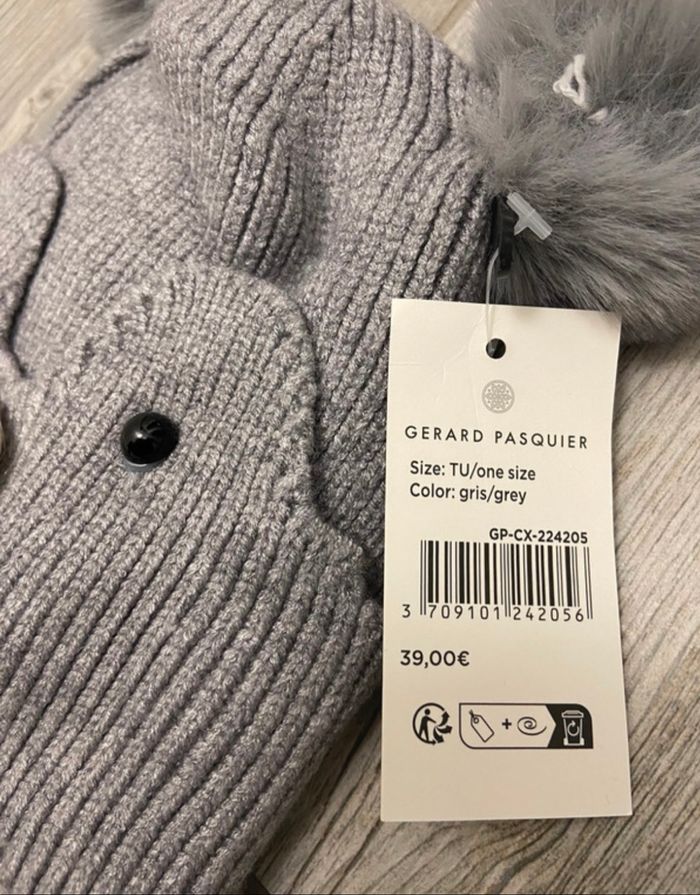 GERARD PASQUIER
Size: TU/one size
Color: gris/grey
GP-CX-224205
3 709101 242056
39,00€
+